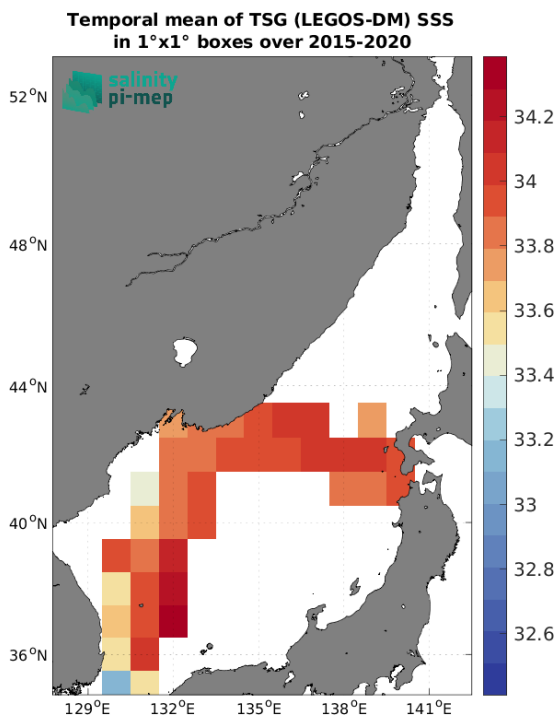 Temporal mean of TSG (LEGOS-DM) SSS
in 1°x1° boxes over 2015-2020
salinity
pi-mep
52°N
48°N
44°N
40°N
36°N
129°E
132°E
135°E
138°E
141°E
34.2
34
33.8
33.6
33.4
33.2
33
32.8
32.6